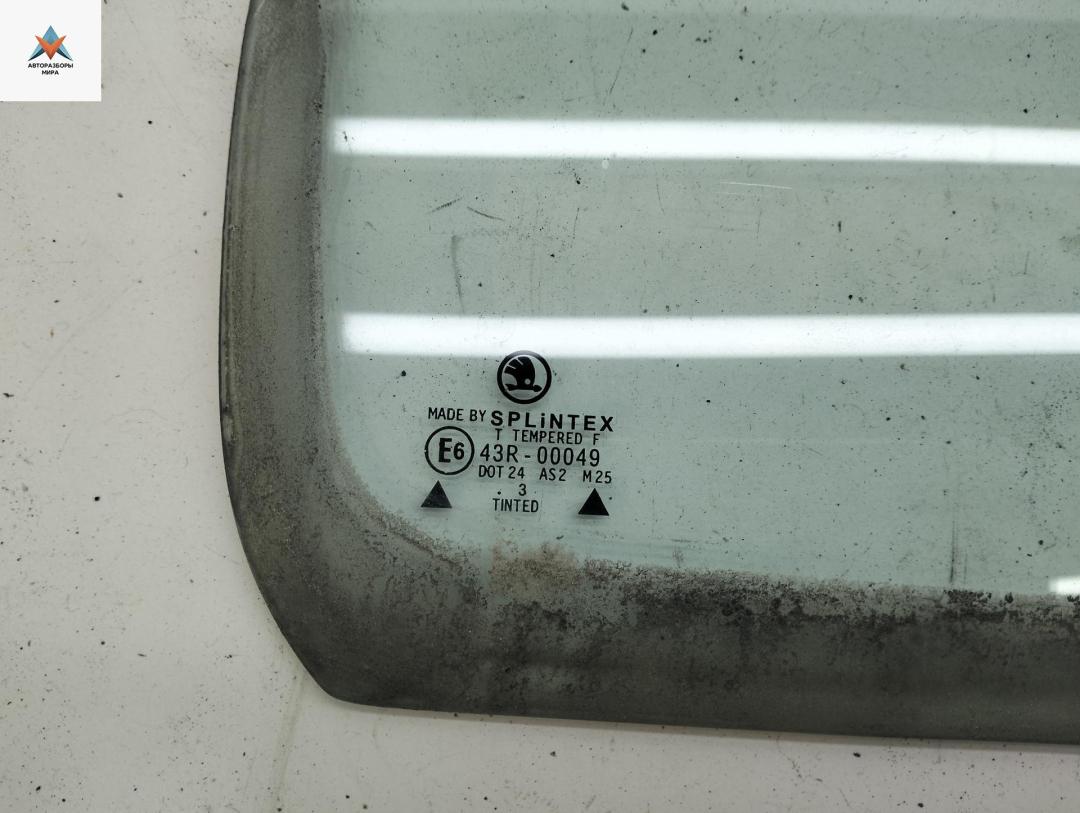 АВТОРАЗБОРЫ
МИРА
MADE BY SPLiNTEX
T TEMPERED F
E6 43R-00049
DOT 24 AS2 M25
. 3
TINTED